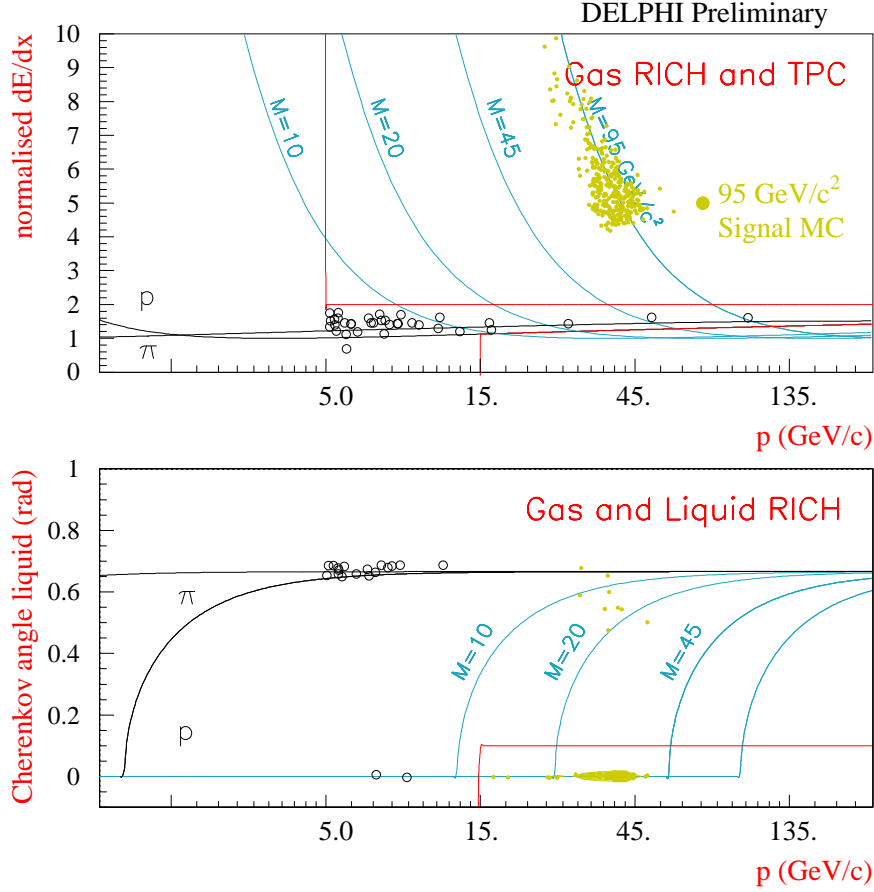 DELPHI Preliminary
normalised dE/dx
10
9
8
7
6
5
4
3
2
1
0
Gas RICH and TPC
M=10
M=20
M=45
M=95 GeV/c²
95 GeV/c²
Signal MC
p
π
5.0
15.
45.
135.
p (GeV/c)
Cherenkov angle liquid (rad)
1
0.8
0.6
0.4
0.2
0
Gas and Liquid RICH
π
p
M=10
M=20
M=45
5.0
15.
45.
135.
p (GeV/c)